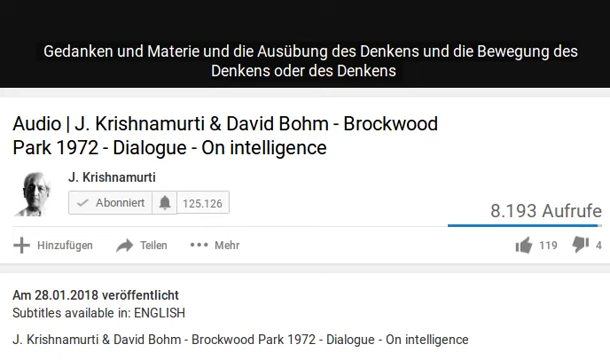 Gedanken und Materie und die Ausübung des Denkens und die Bewegung des
Denkens oder des Denkens
Audio | J. Krishnamurti & David Bohm - Brockwood
Park 1972 - Dialogue - On intelligence
J. Krishnamurti
Abonniert 125.126
8.193 Aufrufe
Hinzufügen Teilen Mehr 119 4
Am 28.01.2018 veröffentlicht
Subtitles available in: ENGLISH
J. Krishnamurti & David Bohm - Brockwood Park 1972 - Dialogue - On intelligence